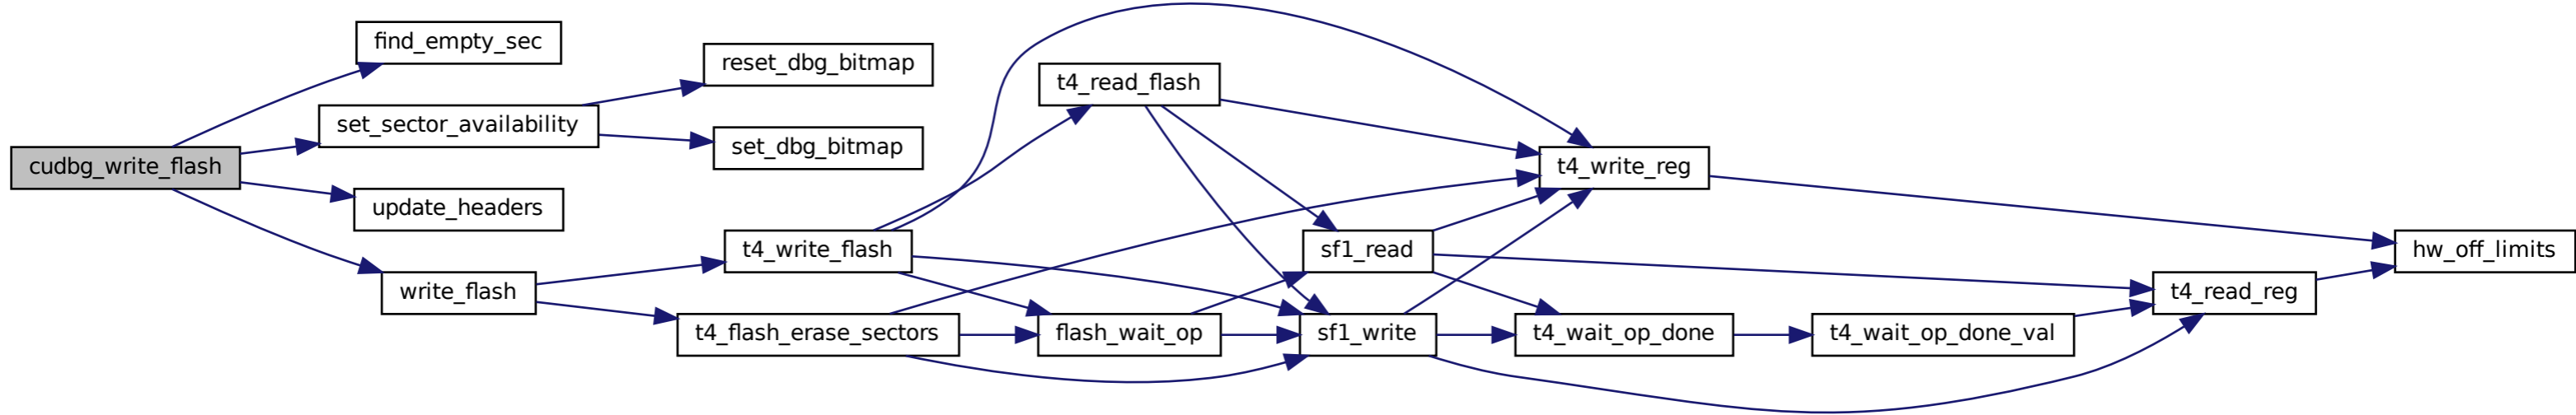 cudbg_write_flash
find_empty_sec
set_sector_availability
update_headers
write_flash
reset_dbg_bitmap
set_dbg_bitmap
t4_write_flash
t4_flash_erase_sectors
t4_read_flash
flash_wait_op
sf1_read
sf1_write
t4_write_reg
t4_wait_op_done
t4_wait_op_done_val
t4_read_reg
hw_off_limits